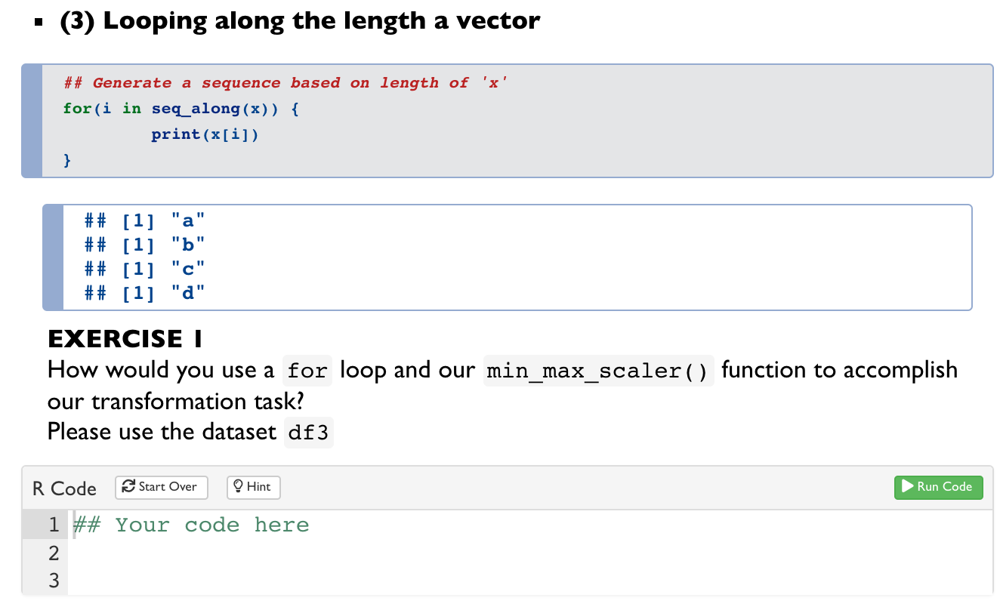 ▪ (3) Looping along the length a vector
## Generate a sequence based on length of 'x'
for(i in seq_along(x)) {
print(x[i])
}
## [1] "a"
## [1] "b"
## [1] "c"
## [1] "d"
EXERCISE 1
How would you use a for loop and our min_max_scaler() function to accomplish
our transformation task?
Please use the dataset df3
R Code Start Over Hint Run Code
1 ## Your code here
2
3